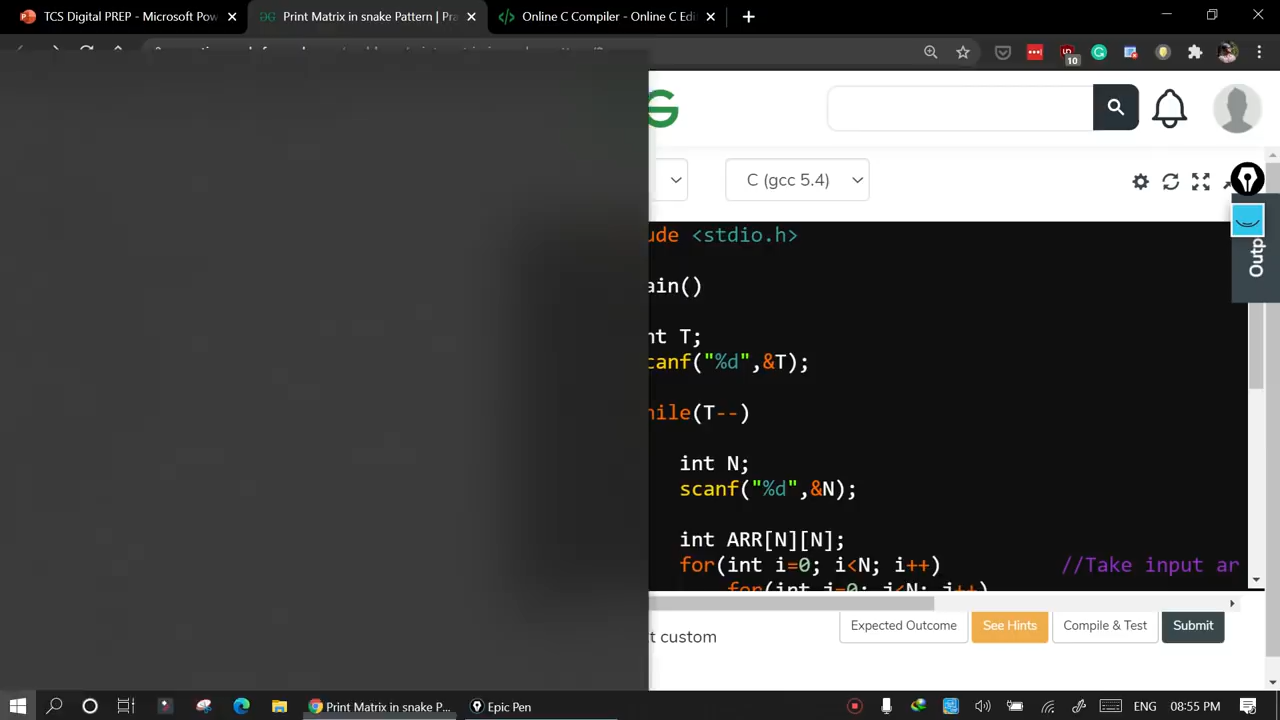 TCS Digital PREP - Microsoft Pow
Print Matrix in snake Pattern | Pra
Online C Compiler - Online C Edi
10
C (gcc 5.4)
ude <stdio.h>
ain()
nt T;
canf("%d",&T);
hile(T--)
int N;
scanf("%d",&N);
int ARR[N][N];
for(int i=0; i<N; i++) //Take input ar
Outp
t custom
Expected Outcome
See Hints
Compile & Test
Submit
Print Matrix in snake P...
Epic Pen
ENG
08:55 PM